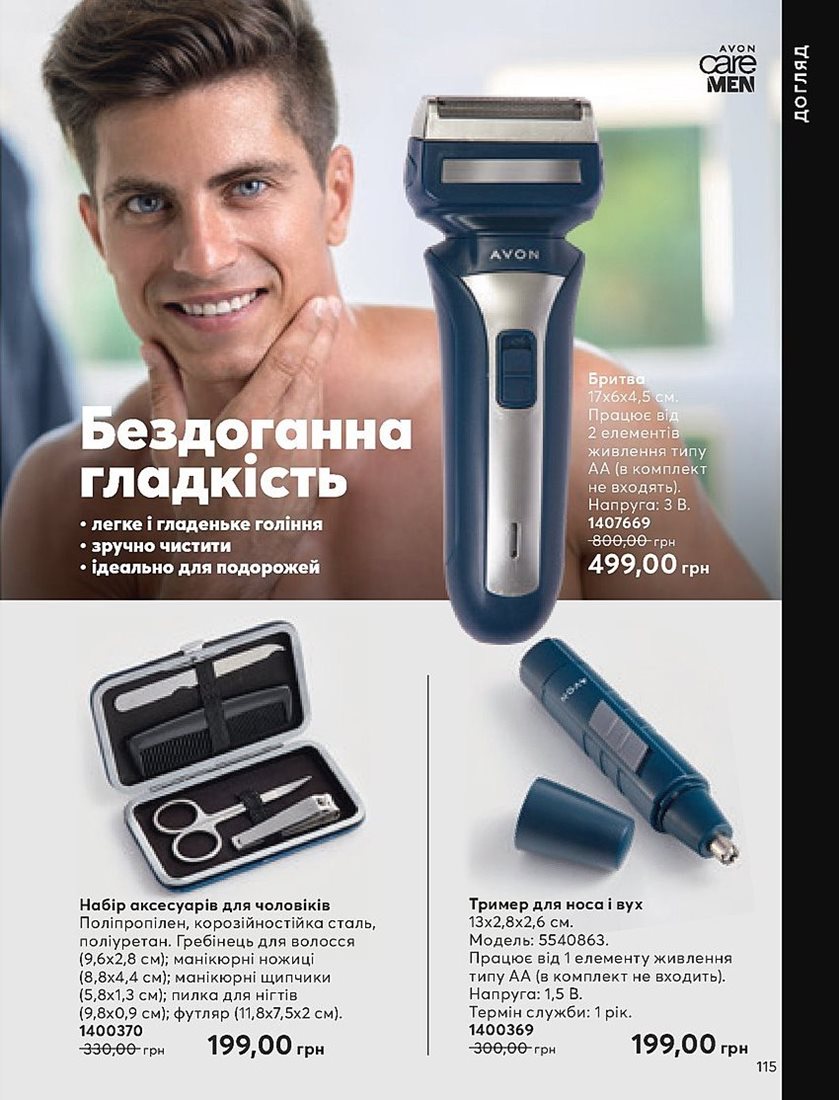 AVON
care
MEN
ДОГЛЯД
AVON
Бездоганна
гладкість
• легке і гладеньке гоління
• зручно чистити
• ідеально для подорожей
Бритва
17x6x4,5 см.
Працює від
2 елементів
живлення типу
АА (в комплект
не входять).
Напруга: 3 В.
1407669
800,00 грн
499,00 грн
AVON
Набір аксесуарів для чоловіків
Поліпропілен, корозійностійка сталь,
поліуретан. Гребінець для волосся
(9,6x2,8 см); манікюрні ножиці
(8,8x4,4 см); манікюрні щипчики
(5,8x1,3 см); пилка для нігтів
(9,8x0,9 см); футляр (11,8x7,5x2 см).
1400370
330,00 грн 199,00 грн
Тример для носа і вух
13x2,8x2,6 см.
Модель: 5540863.
Працює від 1 елементу живлення
типу АА (в комплект не входить).
Напруга: 1,5 В.
Термін служби: 1 рік.
1400369
300,00 грн 199,00 грн
115